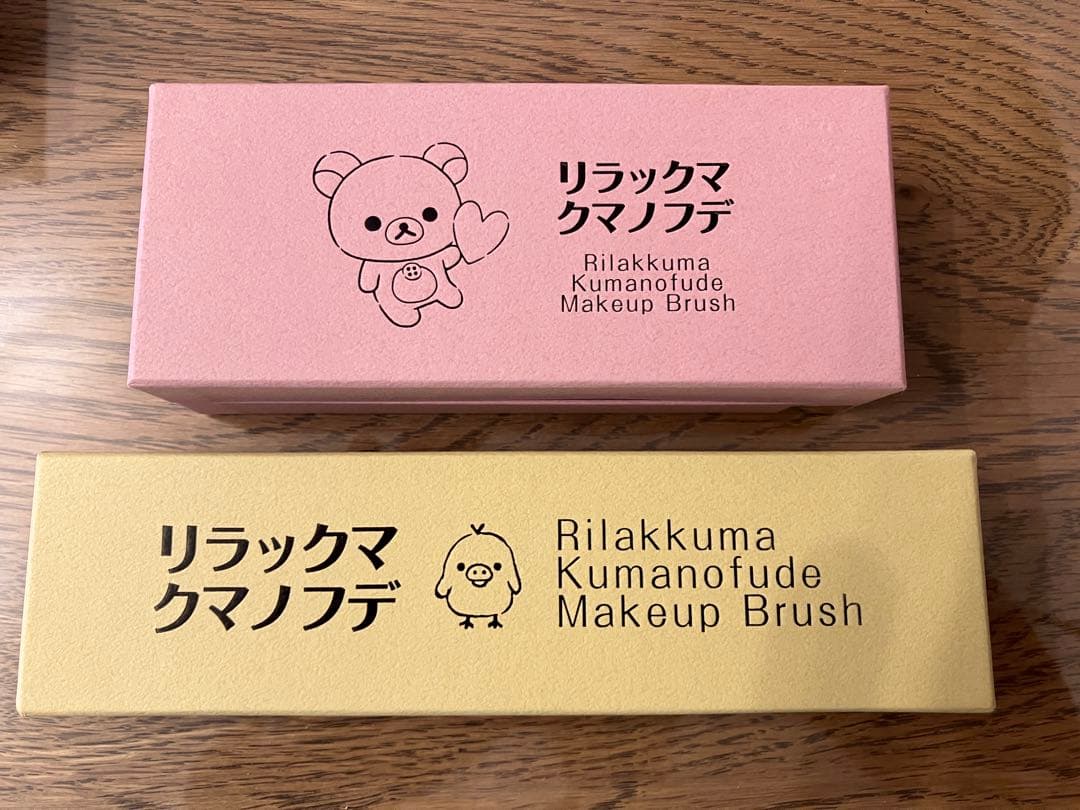 リラックマ
クマノフデ
Rilakkuma
Kumanofude
Makeup Brush
リラックマ
クマノフデ
Rilakkuma
Kumanofude
Makeup Brush